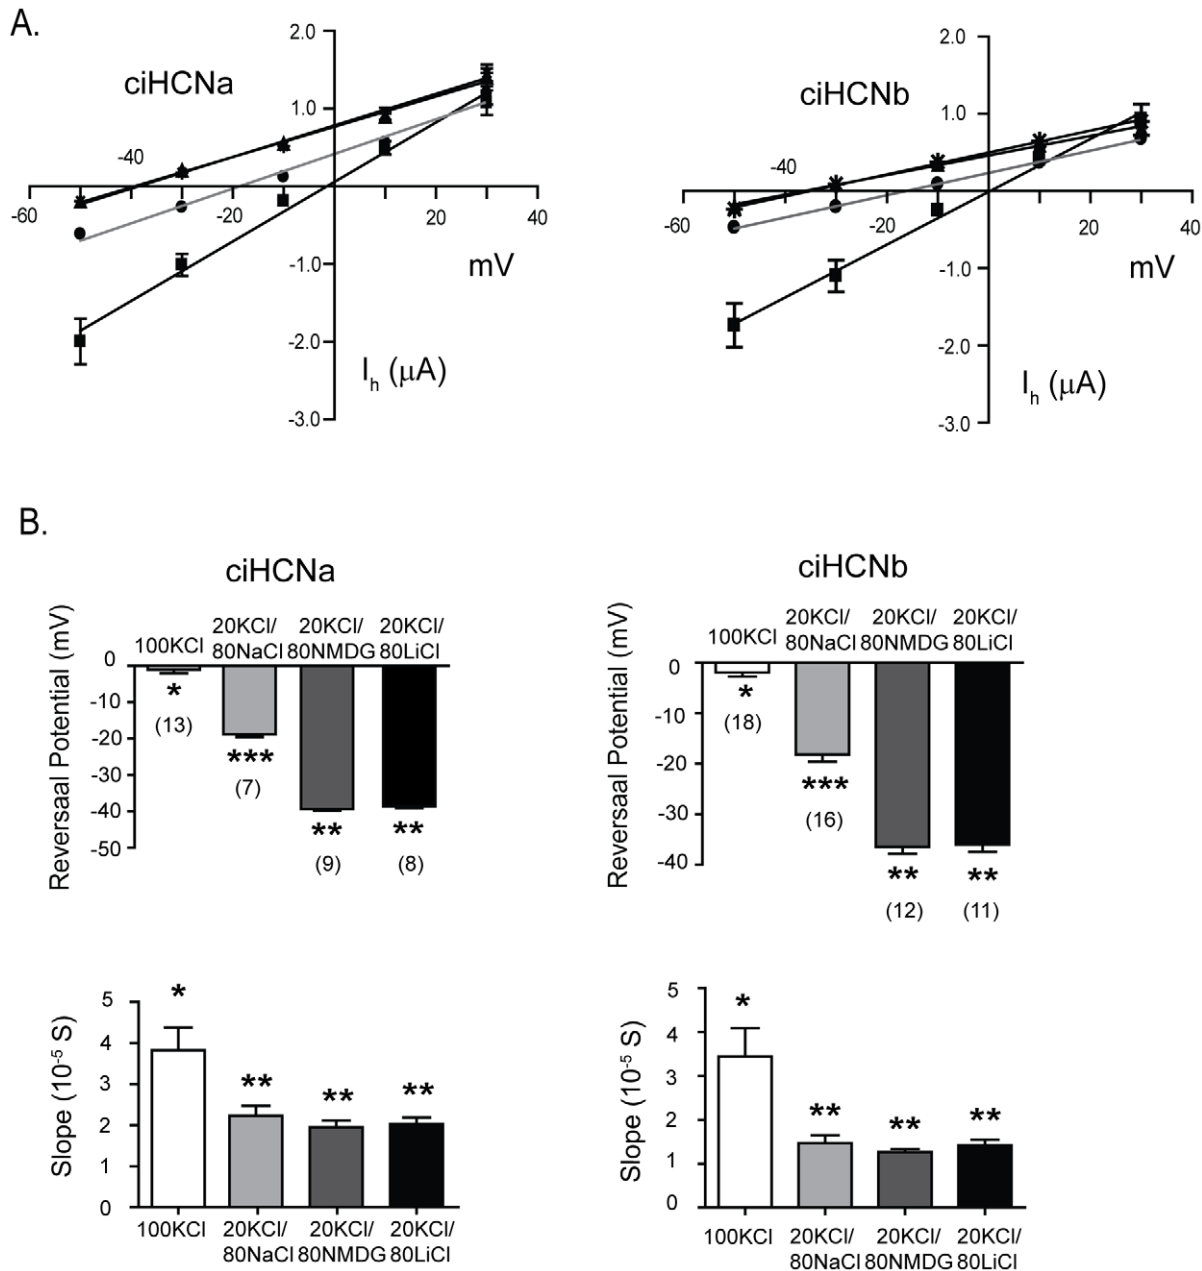 A.
ciHCNa
2.0
1.0
-40
-60
-20
20
40
mV
-1.0
-2.0
-3.0
Ih (μA)
ciHCNb
2.0
1.0
-40
-60
-20
20
40
mV
-1.0
-2.0
-3.0
Ih (μA)
B.
ciHCNa
Reversaal Potential (mV)
100KCl
20KCl/
80NaCl
20KCl/
80NMDG
20KCl/
80LiCl
0
-10
-20
-30
-40
-50
*
(13)
***
(7)
**
(9)
**
(8)
ciHCNb
Reversaal Potential (mV)
100KCl
20KCl/
80NaCl
20KCl/
80NMDG
20KCl/
80LiCl
0
-10
-20
-30
-40
*
(18)
***
(16)
**
(12)
**
(11)
Slope (10-5 S)
5
4
3
2
1
0
*
**
**
**
100KCl
20KCl/
80NaCl
20KCl/
80NMDG
20KCl/
80LiCl
Slope (10-5 S)
5
4
3
2
1
0
*
**
**
**
100KCl
20KCl/
80NaCl
20KCl/
80NMDG
20KCl/
80LiCl